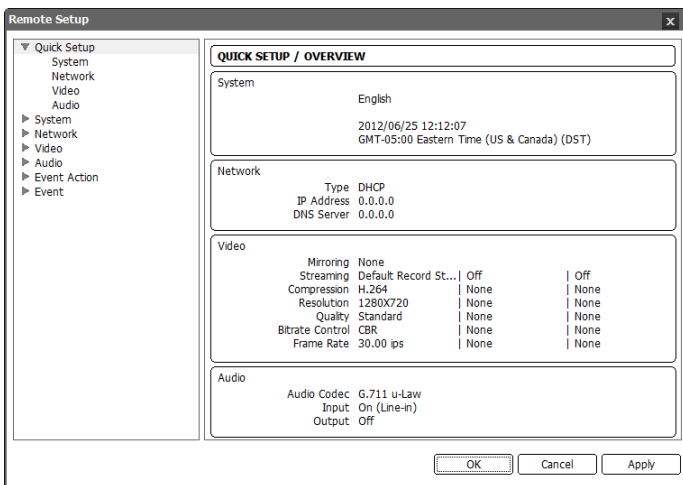 Remote Setup
x
Quick Setup
System
Network
Video
Audio
System
Network
Video
Audio
Event Action
Event
QUICK SETUP / OVERVIEW
System
English
2012/06/25 12:12:07
GMT-05:00 Eastern Time (US & Canada) (DST)
Network
Type DHCP
IP Address 0.0.0.0
DNS Server 0.0.0.0
Video
Mirroring None
Streaming Default Record St...| Off | Off
Compression H.264 | None | None
Resolution 1280X720 | None | None
Quality Standard | None | None
Bitrate Control CBR | None | None
Frame Rate 30.00 ips | None | None
Audio
Audio Codec G.711 u-Law
Input On (Line-in)
Output Off
OK Cancel Apply